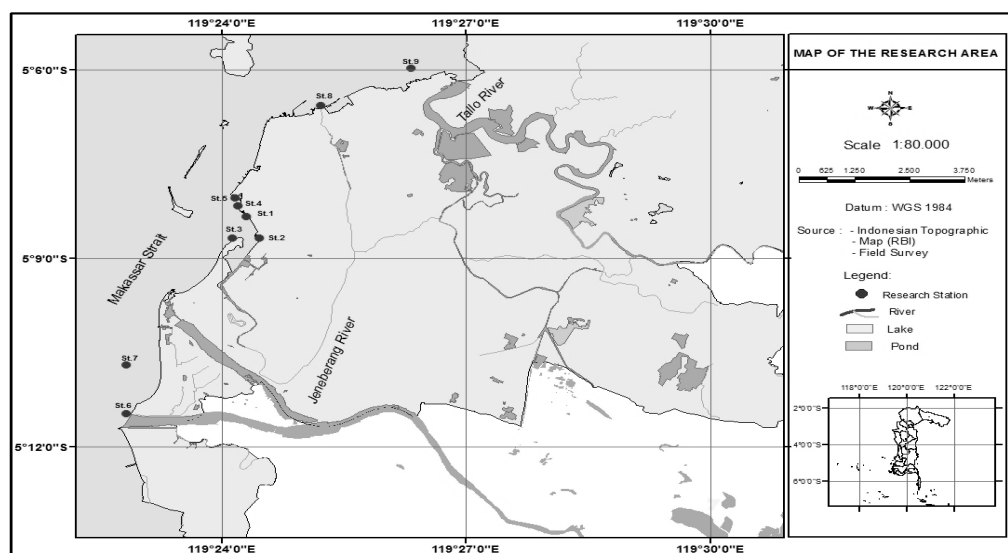 119°24'0"E 119°27'0"E 119°30'0"E
5°6'0"S
5°9'0"S
5°12'0"S
119°24'0"E 119°27'0"E 119°30'0"E
St.9
St.8
Tallo River
St.5
St.4
St.1
St.3
St.2
Makassar Strait
Jeneberang River
St.7
St.6
MAP OF THE RESEARCH AREA
N
W E
S
Scale 1:80.000
0 625 1.250 2.500 3.750
Meters
Datum : WGS 1984
Source : - Indonesian Topographic
- Map (RBI)
- Field Survey
Legend:
Research Station
River
Lake
Pond
118°0'0"E 120°0'0"E 122°0'0"E
2°0'0"S
4°0'0"S
6°0'0"S